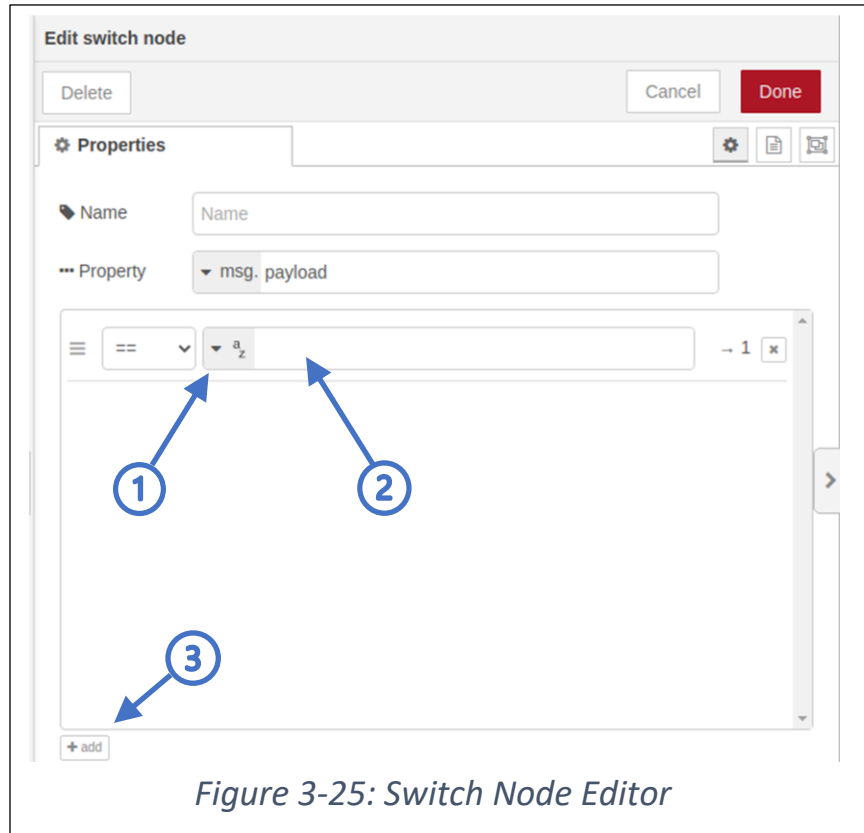 Edit switch node
Delete Cancel Done
Properties
Name Name
Property msg. payload
== a z → 1 x
1 2
3
+ add
Figure 3-25: Switch Node Editor